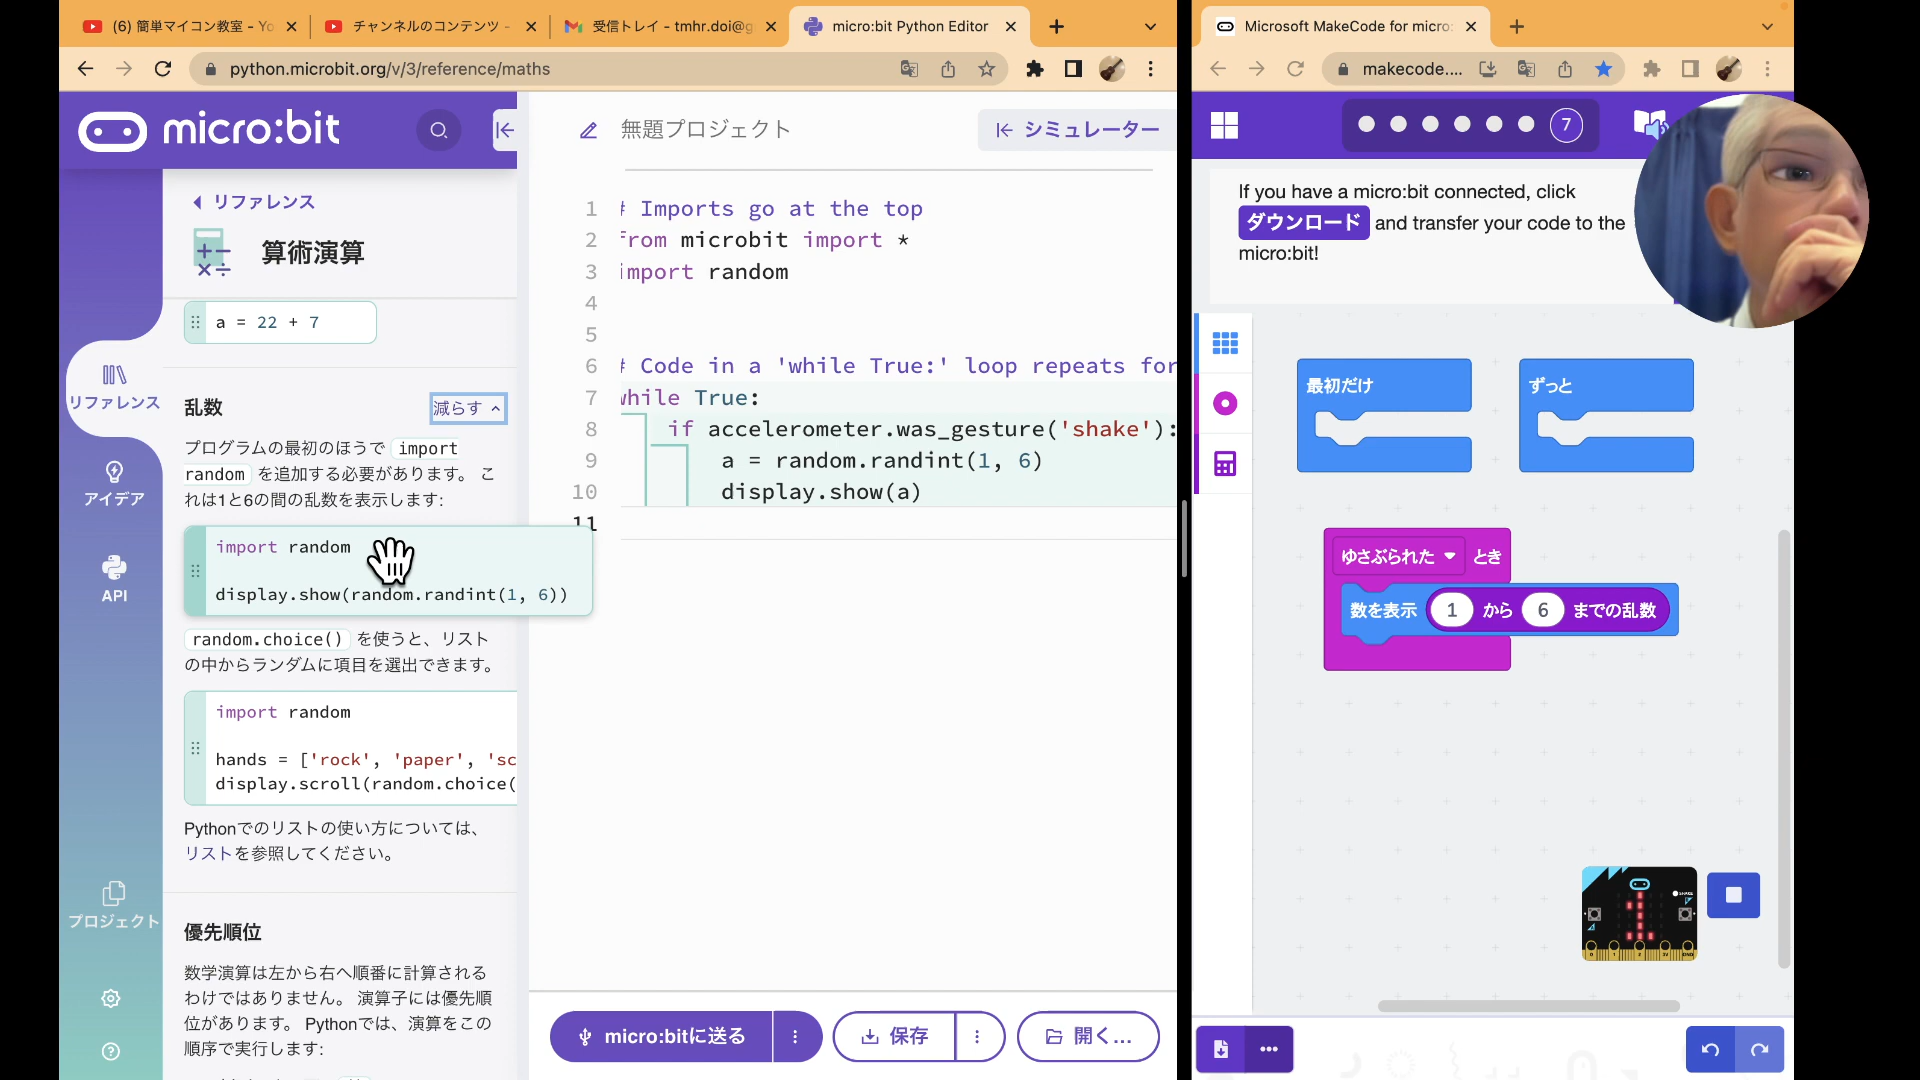 (6) 簡単マイコン教室 - Yo
チャンネルのコンテンツ -
受信トレイ - tmhr.doi@g
micro:bit Python Editor
Microsoft MakeCode for micro:
python.microbit.org/v/3/reference/maths
makecode....
micro:bit
無題プロジェクト
シミュレーター
7
If you have a micro:bit connected, click
ダウンロード and transfer your code to the
micro:bit!
リファレンス
算術演算
a = 22 + 7
リファレンス
アイデア
API
プロジェクト
乱数
減らす
プログラムの最初のほうで import
random を追加する必要があります。 こ
れは1と6の間の乱数を表示します:
import random
display.show(random.randint(1, 6))
random.choice() を使うと、リスト
の中からランダムに項目を選出できます。
import random
hands = ['rock', 'paper', 'sc
display.scroll(random.choice(
Pythonでのリストの使い方については、
リストを参照してください。
優先順位
数学演算は左から右へ順番に計算される
わけではありません。 演算子には優先順
位があります。 Pythonでは、演算をこの
順序で実行します:
1 # Imports go at the top
2 from microbit import *
3 import random
4
5
6 # Code in a 'while True:' loop repeats for
7 while True:
8 if accelerometer.was_gesture('shake'):
9 a = random.randint(1, 6)
10 display.show(a)
11
micro:bitに送る
保存
開く...
最初だけ
ずっと
ゆさぶられた とき
数を表示 1 から 6 までの乱数